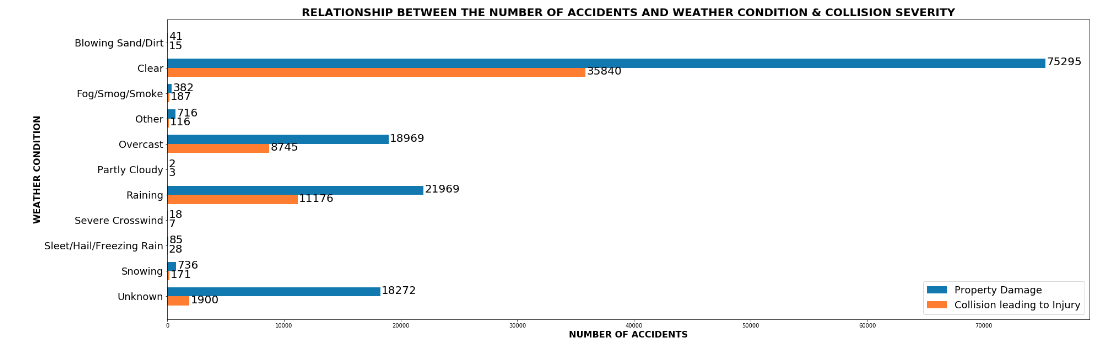 RELATIONSHIP BETWEEN THE NUMBER OF ACCIDENTS AND WEATHER CONDITION & COLLISION SEVERITY
WEATHER CONDITION
Blowing Sand/Dirt 41
15
Clear 75295
35840
Fog/Smog/Smoke 382
187
Other 716
116
Overcast 18969
8745
Partly Cloudy 2
3
Raining 21969
11176
Severe Crosswind 18
7
Sleet/Hail/Freezing Rain 85
28
Snowing 736
171
Unknown 18272
1900
Property Damage
Collision leading to Injury
0 10000 20000 30000 40000 50000 60000 70000
NUMBER OF ACCIDENTS